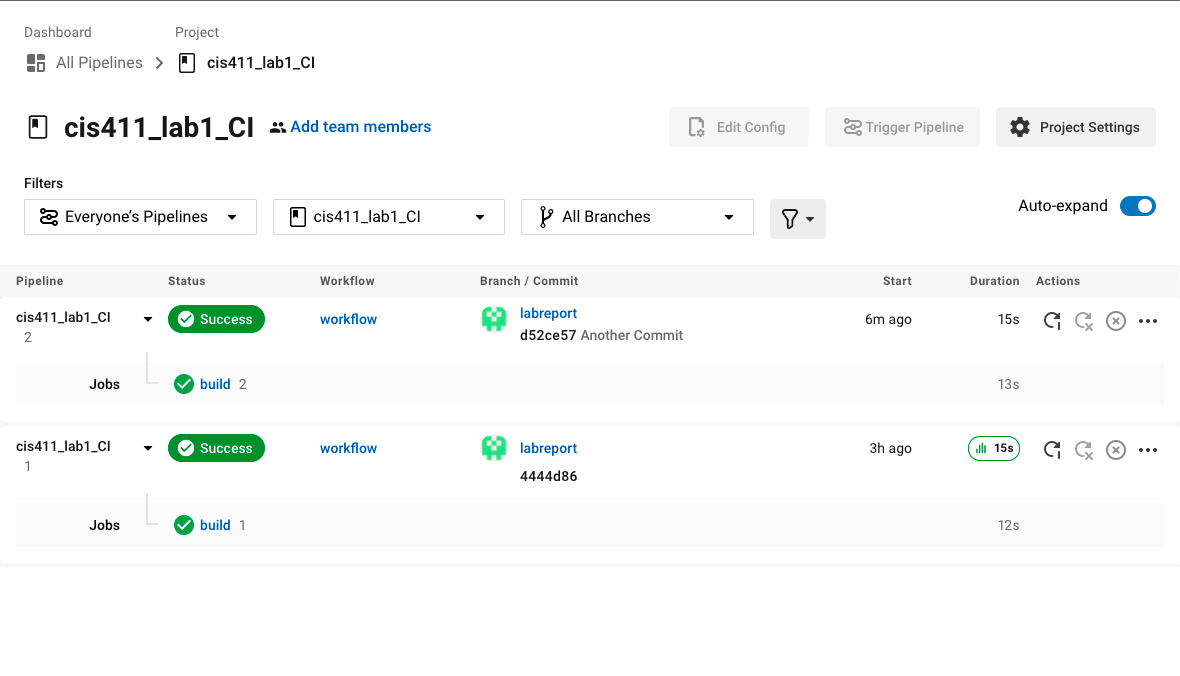 Dashboard Project
All Pipelines cis411_lab1_CI
cis411_lab1_CI Add team members Edit Config Trigger Pipeline Project Settings
Filters
Everyone’s Pipelines cis411_lab1_CI All Branches Auto-expand
Pipeline Status Workflow Branch / Commit Start Duration Actions
cis411_lab1_CI Success workflow labreport 6m ago 15s
2 d52ce57 Another Commit
Jobs build 2 13s
cis411_lab1_CI Success workflow labreport 3h ago 15s
1 4444d86
Jobs build 1 12s